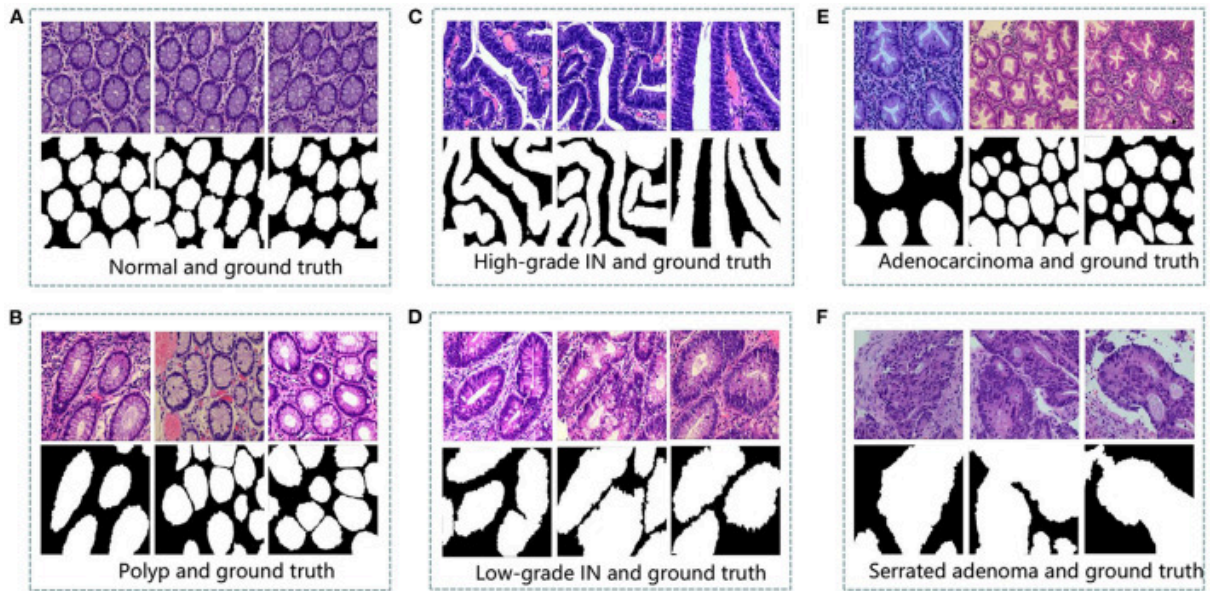 A
Normal and ground truth
C
High-grade IN and ground truth
E
Adenocarcinoma and ground truth
B
Polyp and ground truth
D
Low-grade IN and ground truth
F
Serrated adenoma and ground truth